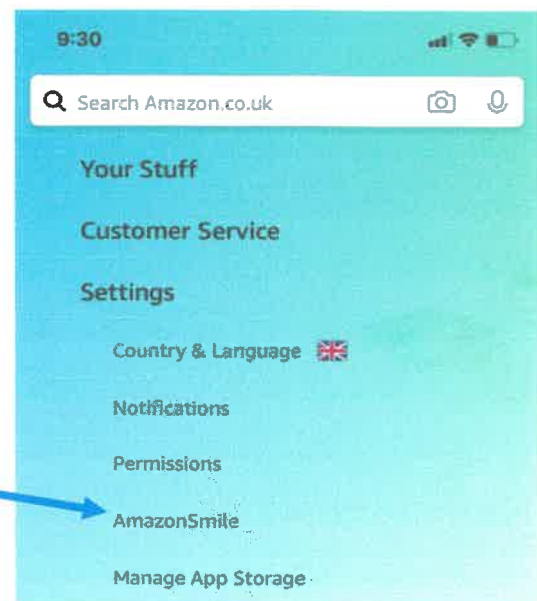 9:30
Search Amazon.co.uk
Your Stuff
Customer Service
Settings
Country & Language
Notifications
Permissions
AmazonSmile
Manage App Storage